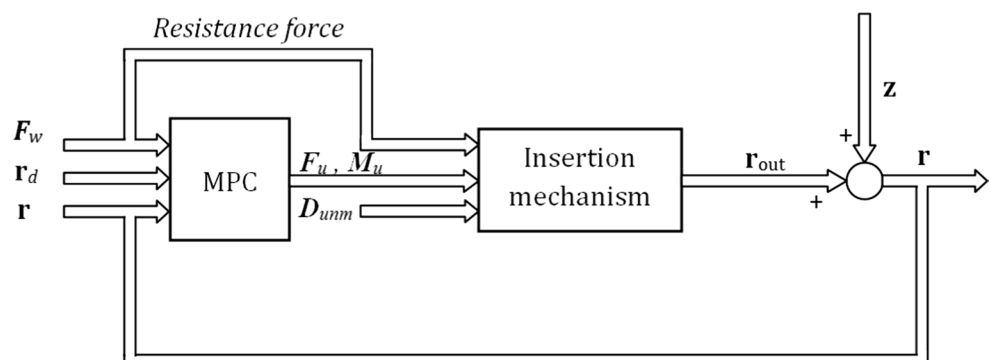 Resistance force
z
F_w
r_d
r
MPC
F_u , M_u
D_unm
Insertion
mechanism
r_out
+
+
r